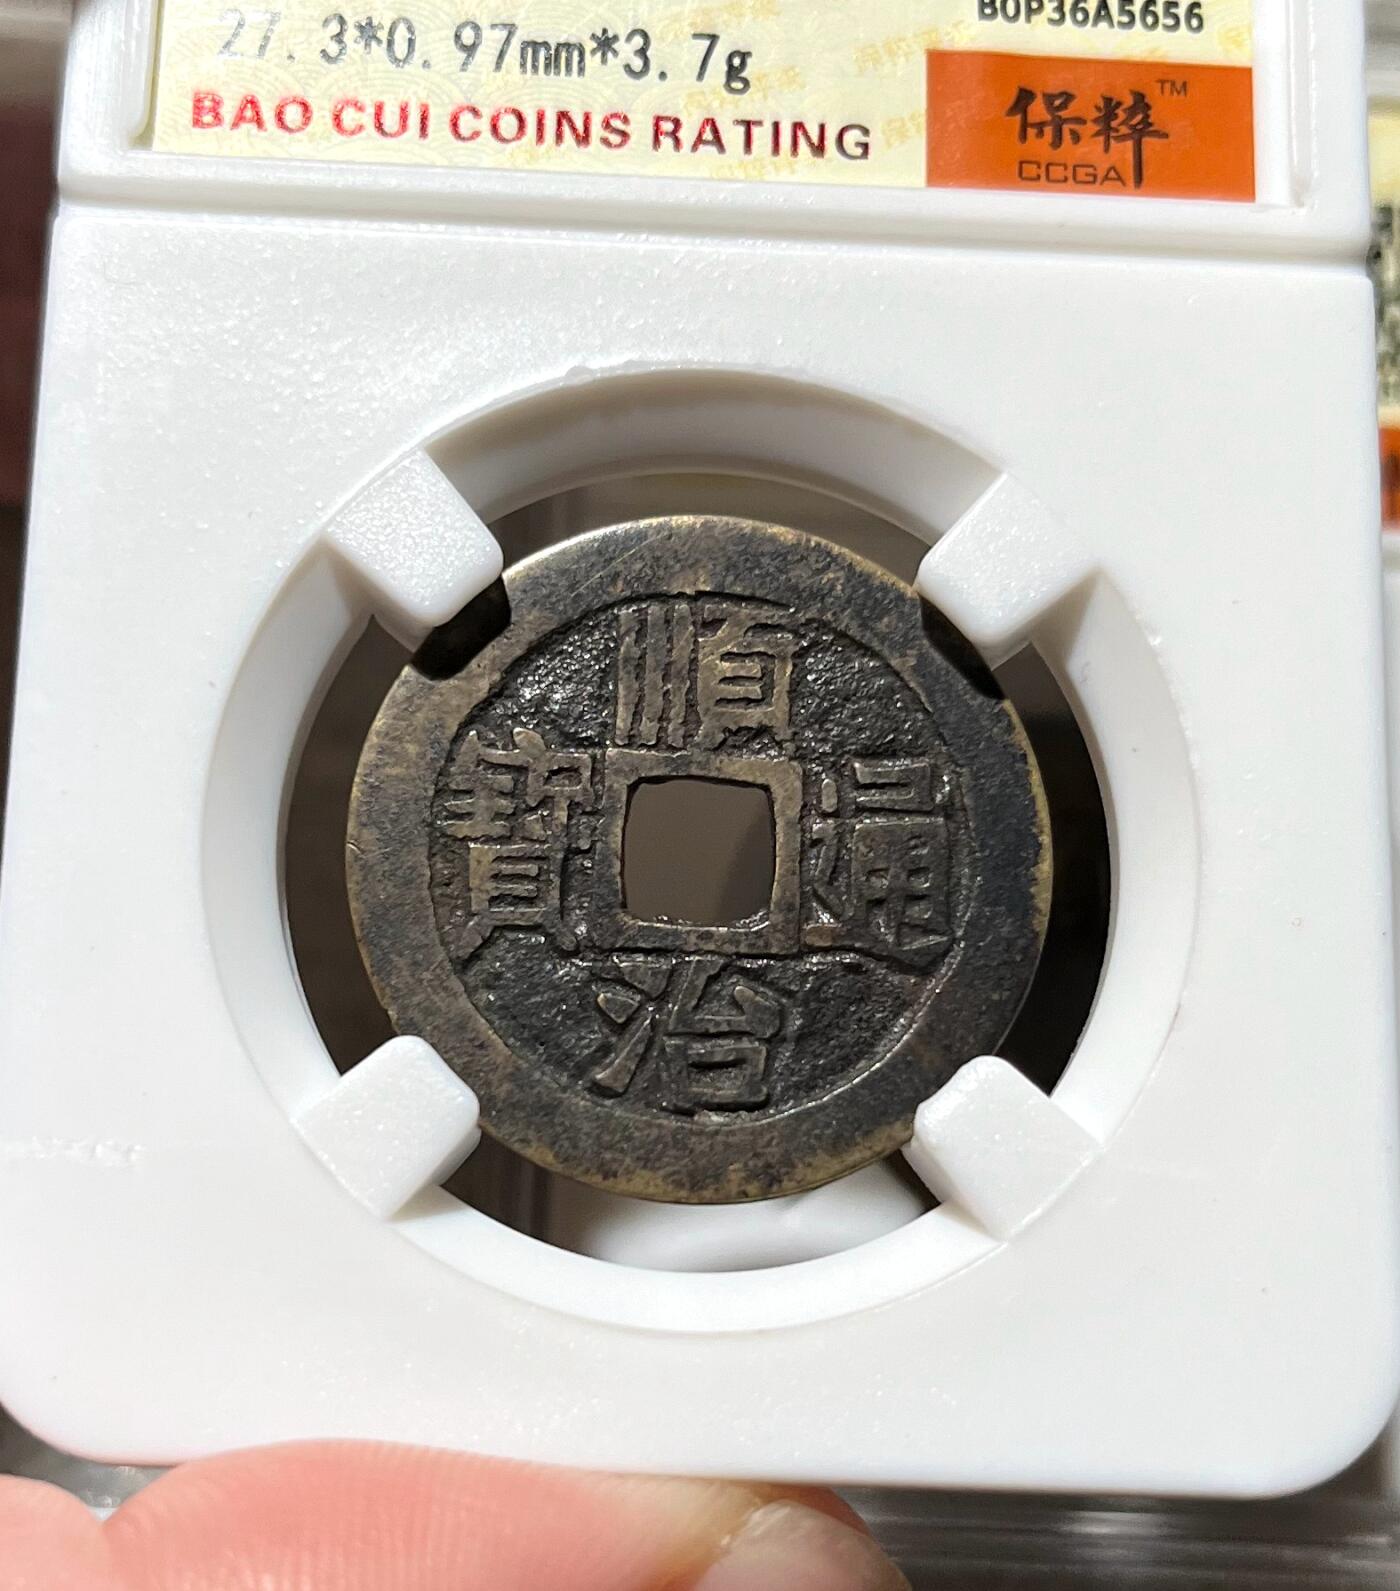 27.3*0.97mm*3.7g
BOP36A5656
BAO CUI COINS RATING
保粹™
CCGA
順
治
通
寶